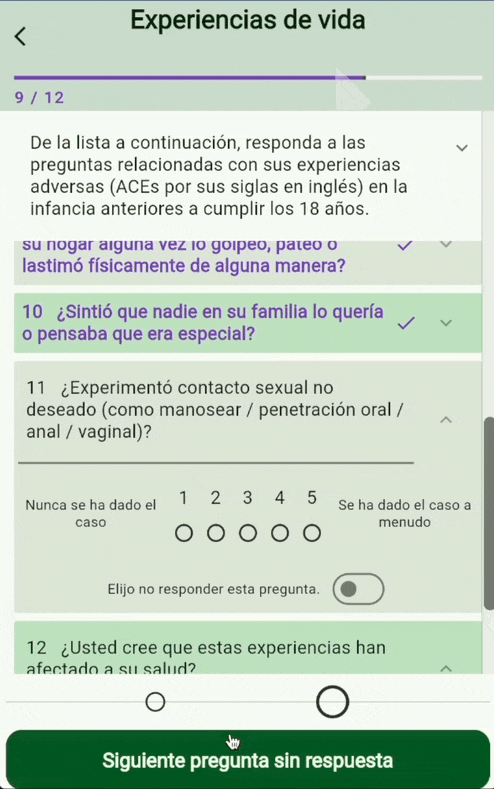 Experiencias de vida
9 / 12
De la lista a continuación, responda a las
preguntas relacionadas con sus experiencias
adversas (ACEs por sus siglas en inglés) en la
infancia anteriores a cumplir los 18 años.
su hogar alguna vez lo golpeó, pateó o
lastimó físicamente de alguna manera?
10 ¿Sintió que nadie en su familia lo quería
o pensaba que era especial?
11 ¿Experimentó contacto sexual no
deseado (como manosear / penetración oral /
anal / vaginal)?
Nunca se ha dado el
caso
1 2 3 4 5
Se ha dado el caso a
menudo
Elijo no responder esta pregunta.
12 ¿Usted cree que estas experiencias han
afectado a su salud?
Siguiente pregunta sin respuesta